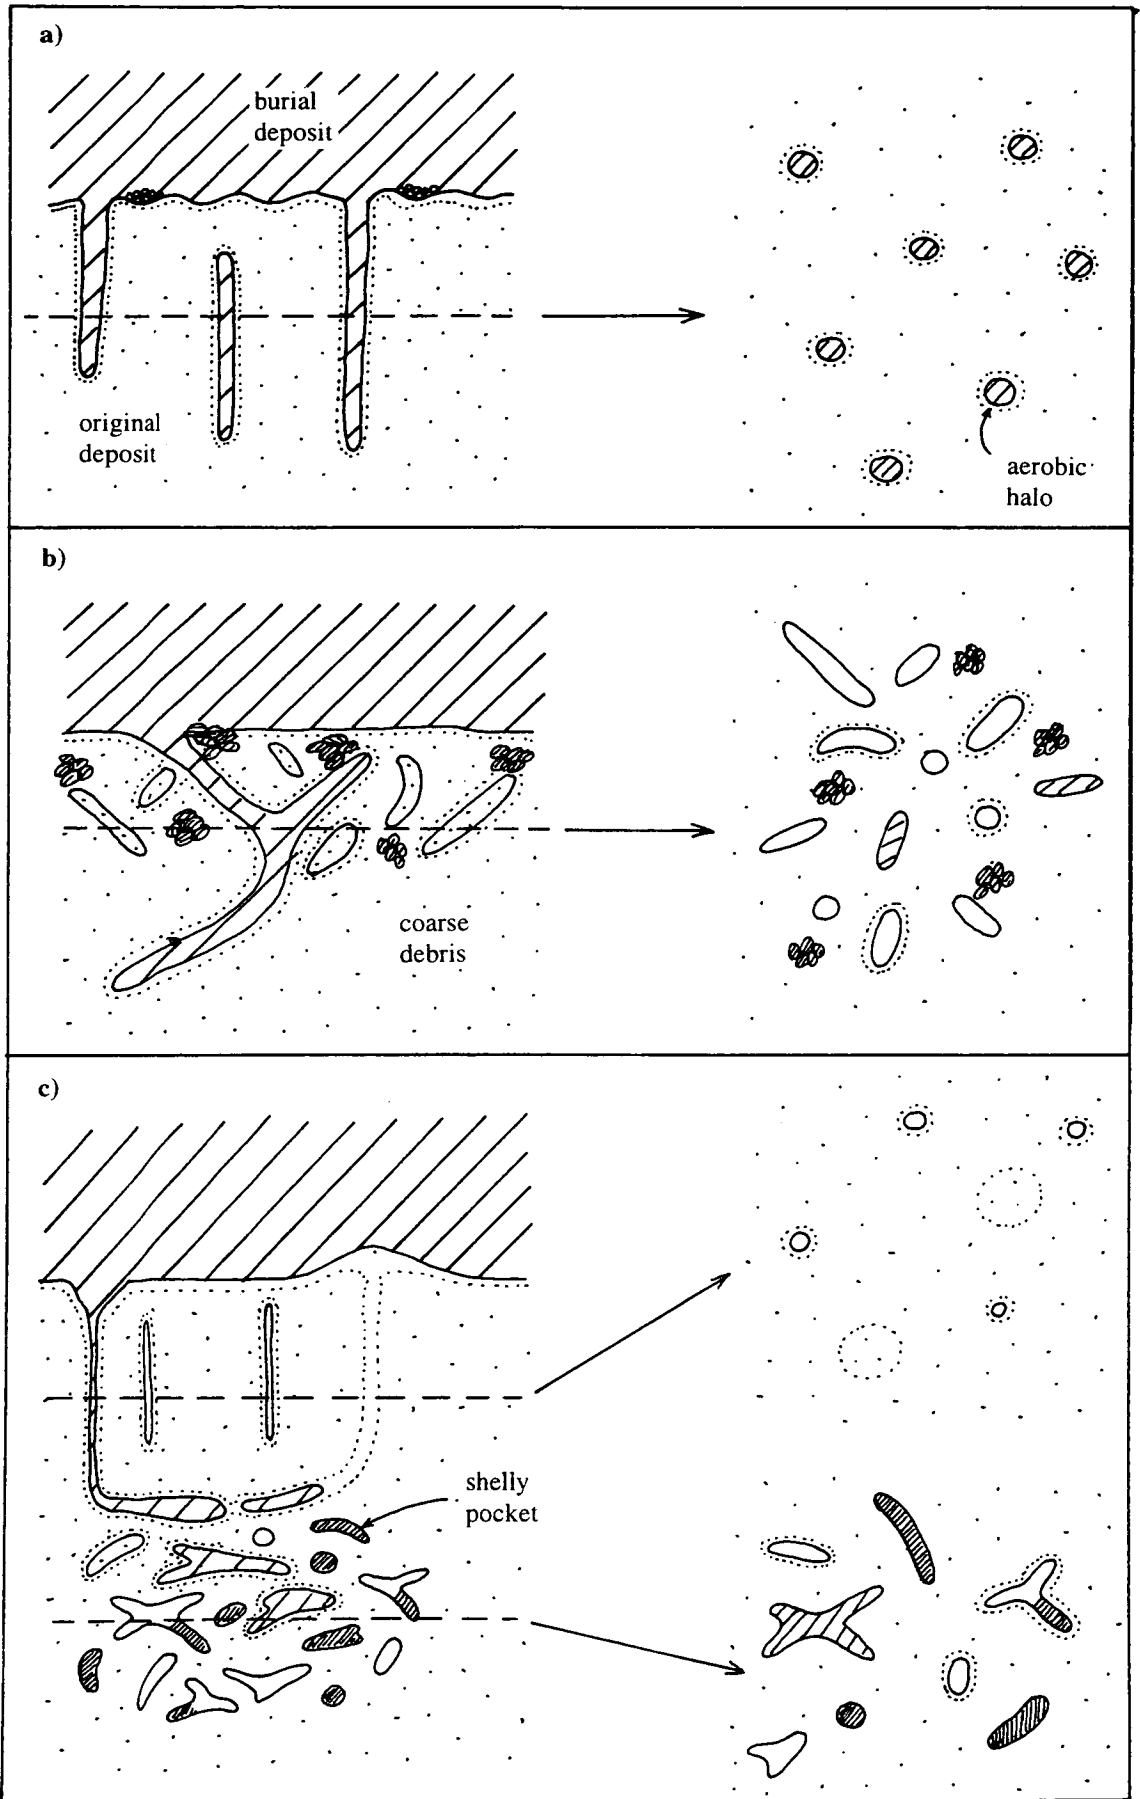 a)
burial
deposit
original
deposit
aerobic
halo
b)
coarse
debris
c)
shelly
pocket